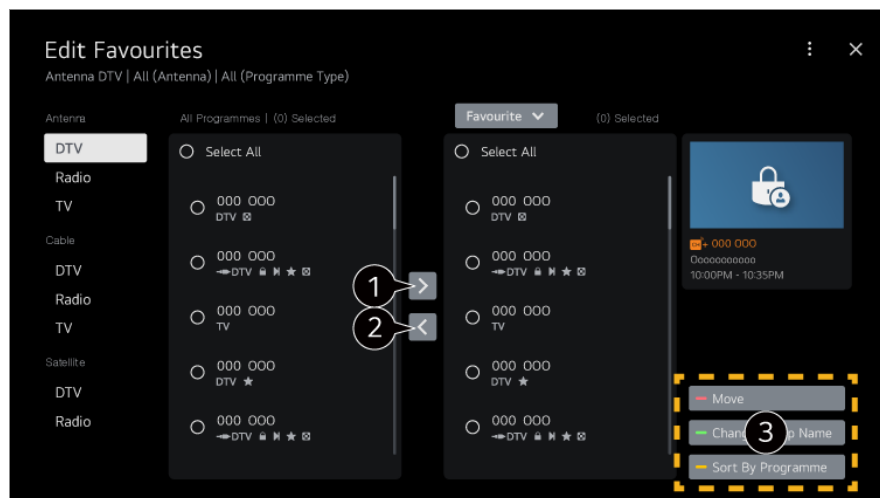 Edit Favourites
Antenna DTV | All (Antenna) | All (Programme Type)
Antenna
DTV
Radio
TV
Cable
DTV
Radio
TV
Satellite
DTV
Radio
All Programmes | (0) Selected
Select All
000 000
DTV
000 000
DTV
000 000
TV
000 000
DTV
000 000
DTV
1
2
Favourite
(0) Selected
Select All
000 000
DTV
000 000
DTV
000 000
TV
000 000
DTV
000 000
DTV
+ 000 000
Ooooooooooo
10:00PM - 10:35PM
Move
3
Name
Sort By Programme